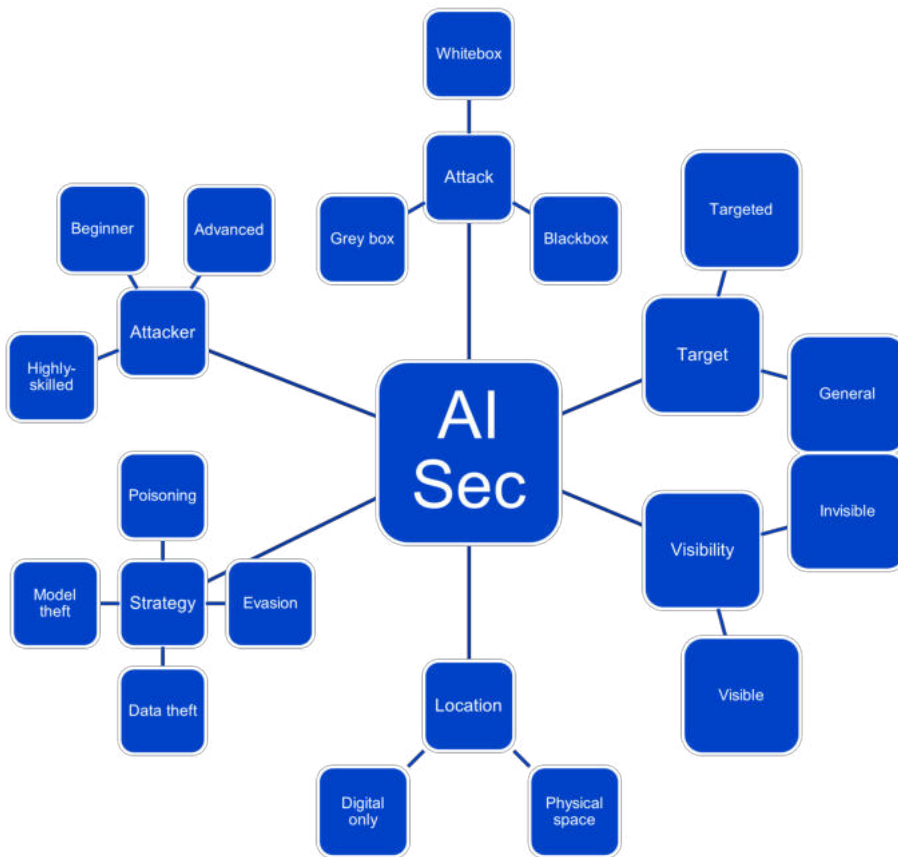 Whitebox
Attack
Grey box
Blackbox
Targeted
Target
General
Beginner
Advanced
Attacker
Highly-
skilled
AI
Sec
Poisoning
Model
theft
Strategy
Evasion
Data theft
Invisible
Visibility
Visible
Location
Digital
only
Physical
space